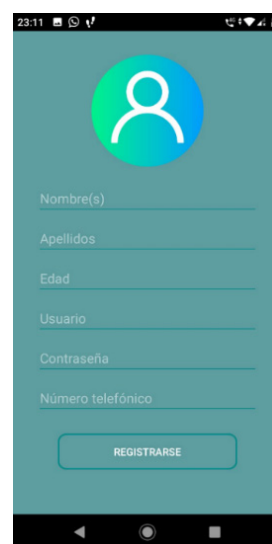 23:11
Nombre(s)
Apellidos
Edad
Usuario
Contraseña
Número telefónico
REGISTRARSE